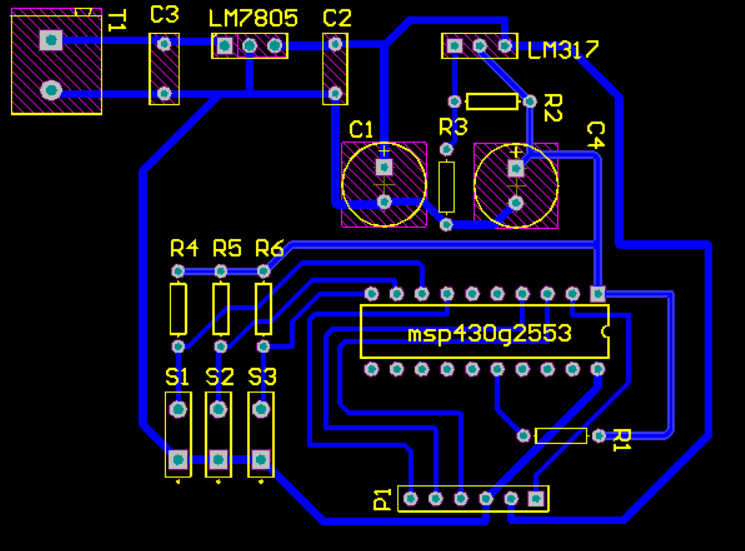 T1
C3
LM7805
C2
LM317
R2
C1
R3
C4
R4
R5
R6
msp430g2553
S1
S2
S3
R1
P1